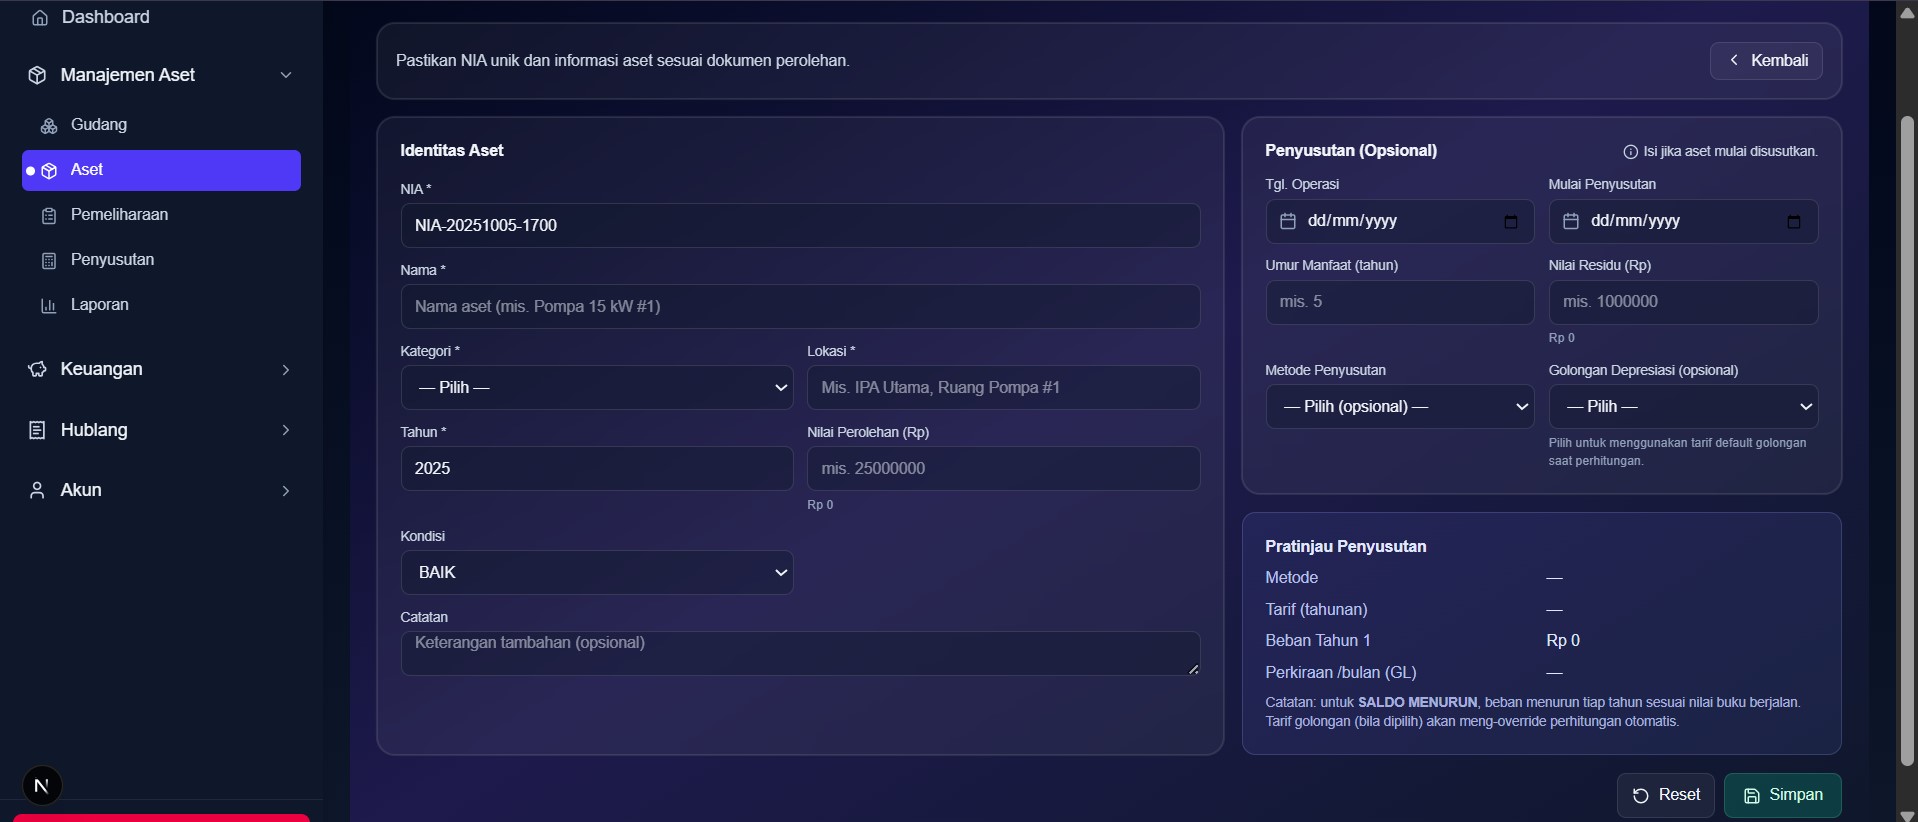 Dashboard
Manajemen Aset
Gudang
Aset
Pemeliharaan
Penyusutan
Laporan
Keuangan
Hublang
Akun
N
Pastikan NIA unik dan informasi aset sesuai dokumen perolehan.
Kembali
Identitas Aset
NIA *
NIA-20251005-1700
Nama *
Nama aset (mis. Pompa 15 kW #1)
Kategori *
— Pilih —
Lokasi *
Mis. IPA Utama, Ruang Pompa #1
Tahun *
2025
Nilai Perolehan (Rp)
mis. 25000000
Rp 0
Kondisi
BAIK
Catatan
Keterangan tambahan (opsional)
Penyusutan (Opsional)
Isi jika aset mulai disusutkan.
Tgl. Operasi
dd/mm/yyyy
Mulai Penyusutan
dd/mm/yyyy
Umur Manfaat (tahun)
mis. 5
Nilai Residu (Rp)
mis. 1000000
Rp 0
Metode Penyusutan
— Pilih (opsional) —
Golongan Depresiasi (opsional)
— Pilih —
Pilih untuk menggunakan tarif default golongan
saat perhitungan.
Pratinjau Penyusutan
Metode —
Tarif (tahunan) —
Beban Tahun 1 Rp 0
Perkiraan /bulan (GL) —
Catatan: untuk SALDO MENURUN, beban menurun tiap tahun sesuai nilai buku berjalan.
Tarif golongan (bila dipilih) akan meng-override perhitungan otomatis.
Reset
Simpan